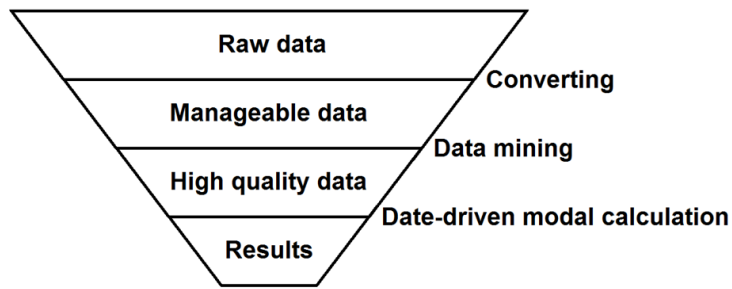 Raw data
Converting
Manageable data
Data mining
High quality data
Date-driven modal calculation
Results